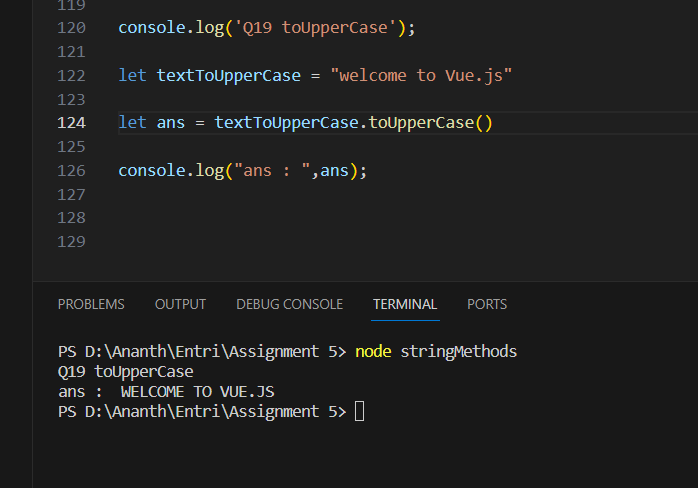 119
120 console.log('Q19 toUpperCase');
121
122 let textToUpperCase = "welcome to Vue.js"
123
124 let ans = textToUpperCase.toUpperCase()
125
126 console.log("ans : ",ans);
127
128
129
PROBLEMS OUTPUT DEBUG CONSOLE TERMINAL PORTS
PS D:\Ananth\Entri\Assignment 5> node stringMethods
Q19 toUpperCase
ans :  WELCOME TO VUE.JS
PS D:\Ananth\Entri\Assignment 5>